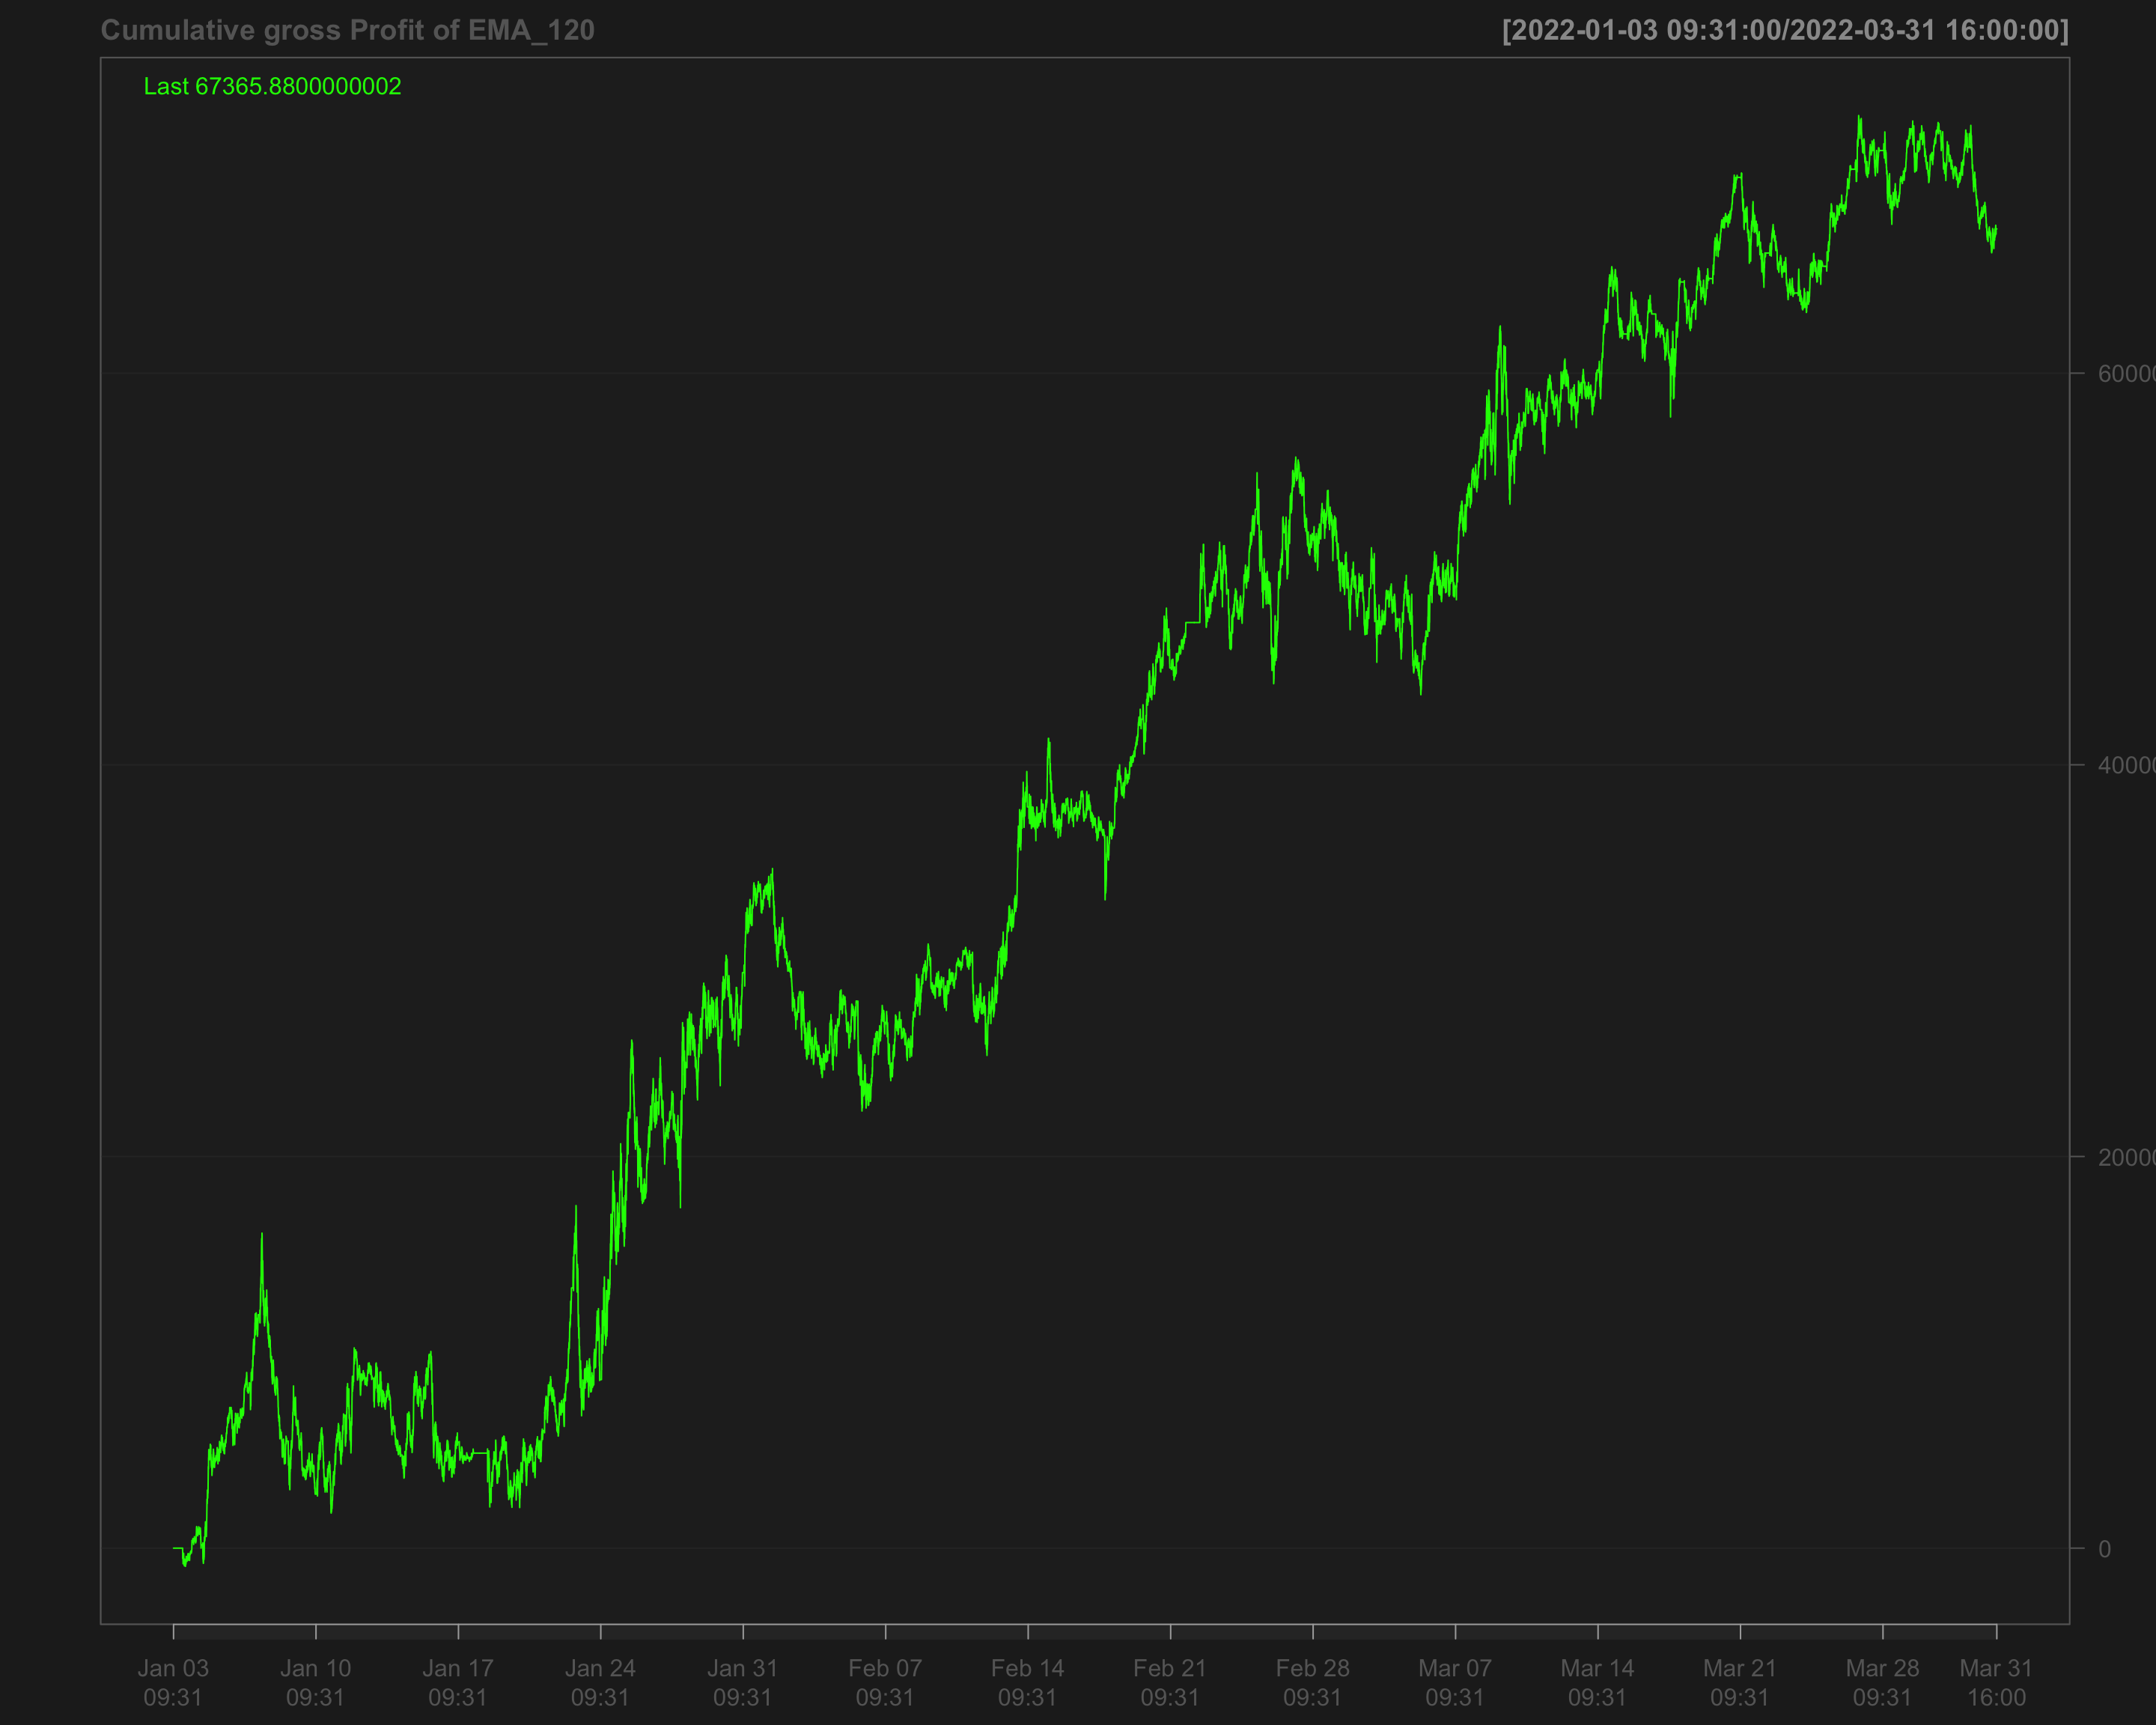 Cumulative gross Profit of EMA_120
[2022-01-03 09:31:00/2022-03-31 16:00:00]
Last 67365.8800000002
60000
40000
20000
0
Jan 03 Jan 10 Jan 17 Jan 24 Jan 31 Feb 07 Feb 14 Feb 21 Feb 28 Mar 07 Mar 14 Mar 21 Mar 28 Mar 31
09:31 09:31 09:31 09:31 09:31 09:31 09:31 09:31 09:31 09:31 09:31 09:31 09:31 16:00